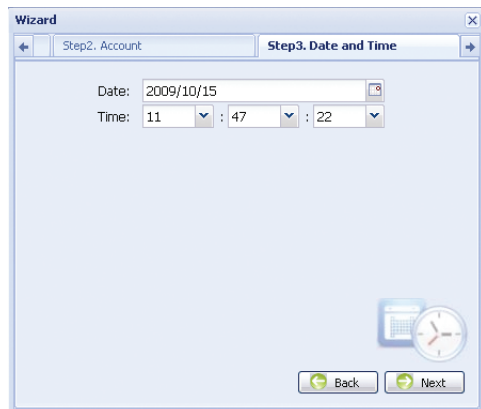 Wizard
Step2. Account Step3. Date and Time
Date: 2009/10/15
Time: 11 : 47 : 22
Back Next